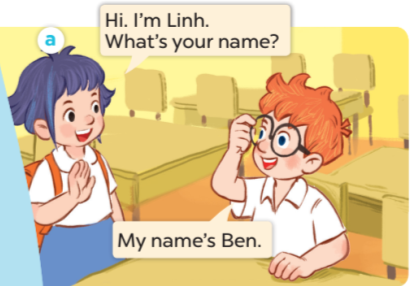 a
Hi. I'm Linh.
What's your name?
My name's Ben.